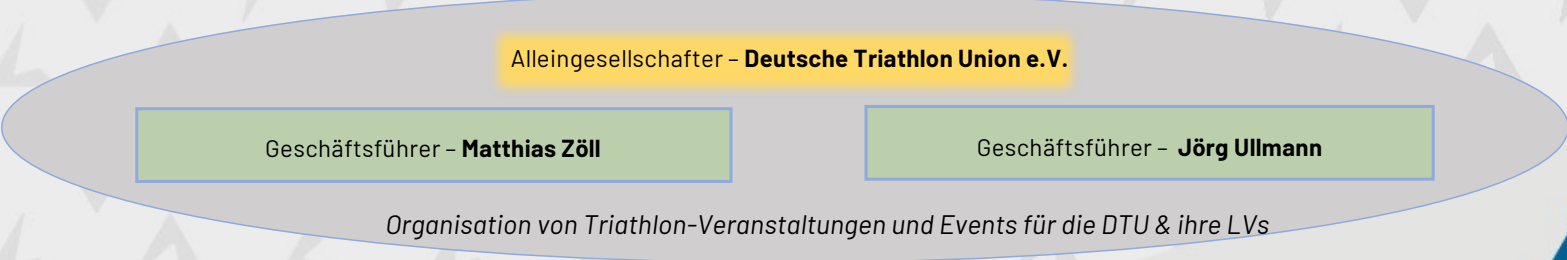 Alleingesellschafter – Deutsche Triathlon Union e.V.
Geschäftsführer – Matthias Zöll
Geschäftsführer – Jörg Ullmann
Organisation von Triathlon-Veranstaltungen und Events für die DTU & ihre LVs